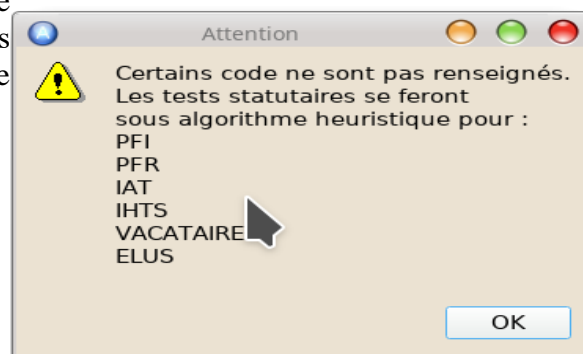 e
s
e
Attention
Certains code ne sont pas renseignés.
Les tests statutaires se feront
sous algorithme heuristique pour :
PFI
PFR
IAT
IHTS
VACATAIRE
ELUS
OK